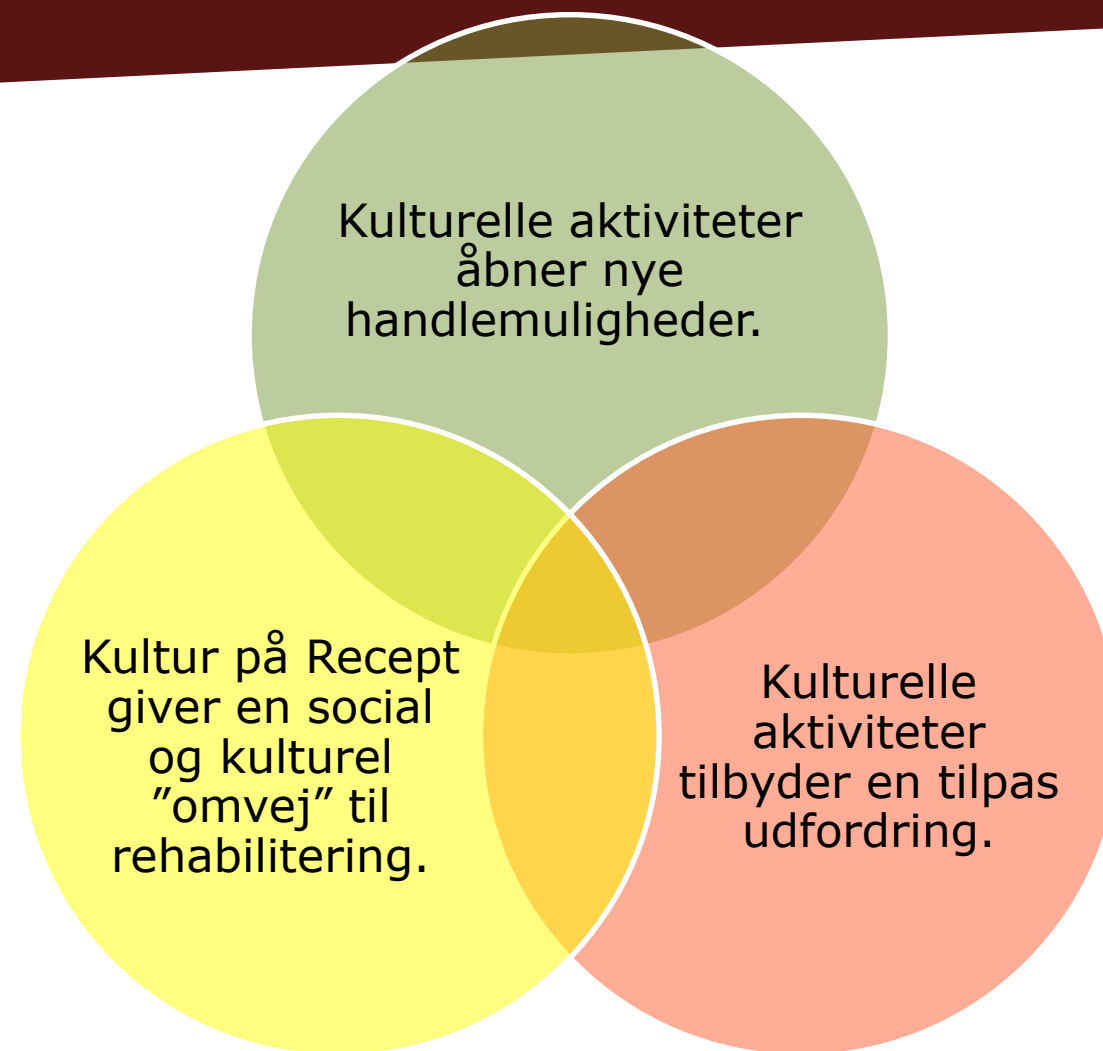 Kulturelle aktiviteter
åbner nye
handlemuligheder.
Kultur på Recept
giver en social
og kulturel
”omvej” til
rehabilitering.
Kulturelle
aktiviteter
tilbyder en tilpas
udfordring.